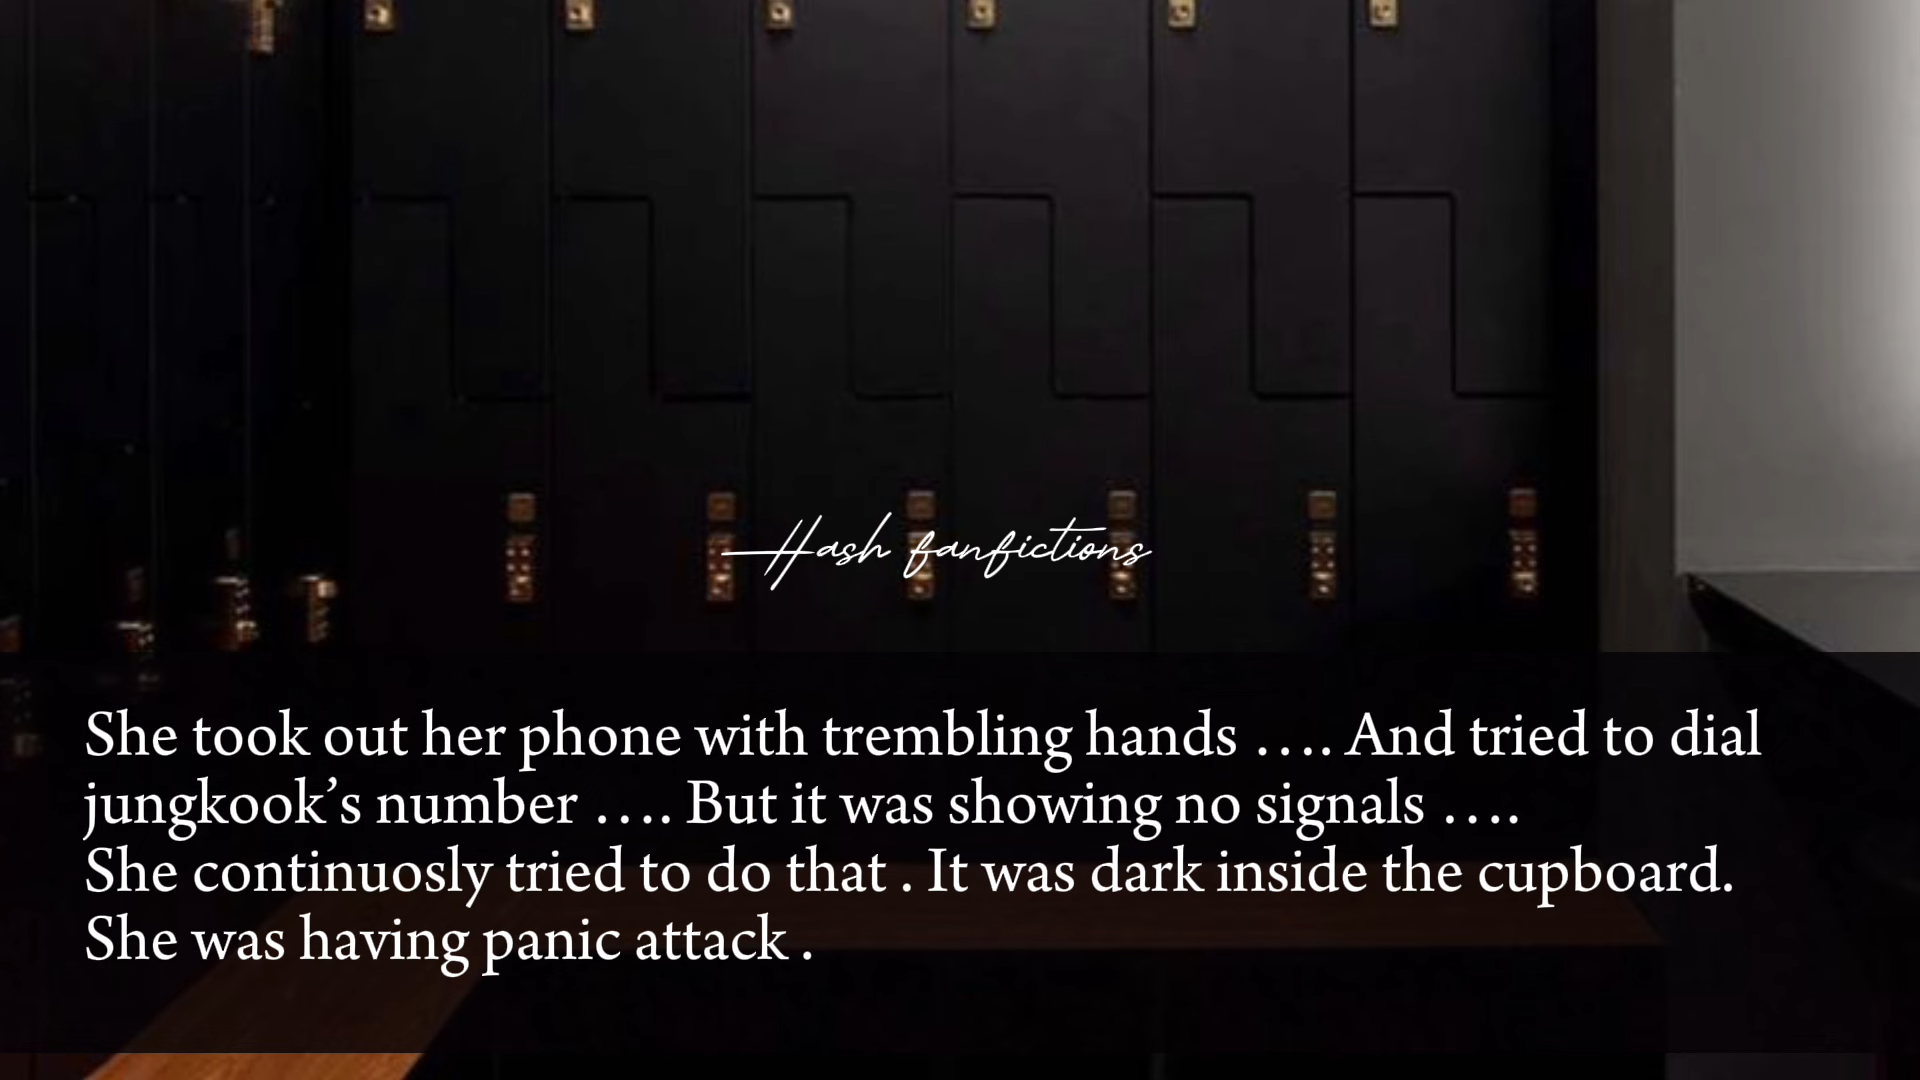 Hash fanfictions
She took out her phone with trembling hands .... And tried to dial
jungkook’s number .... But it was showing no signals ....
She continuosly tried to do that . It was dark inside the cupboard.
She was having panic attack .